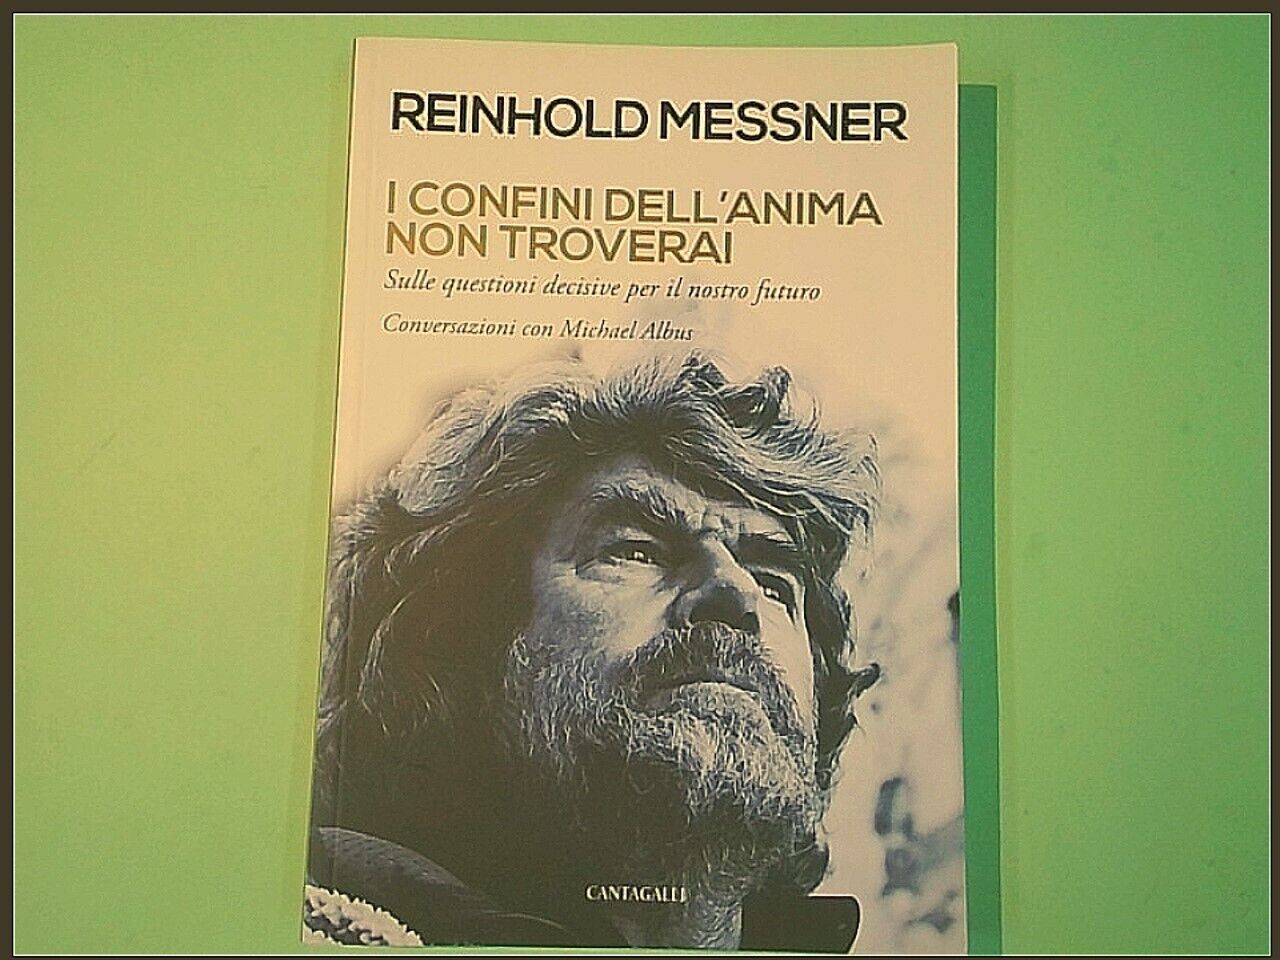 REINHOLD MESSNER
I CONFINI DELL'ANIMA
NON TROVERAI
Sulle questioni decisive per il nostro futuro
Conversazioni con Michael Albus
CANTAGALLI